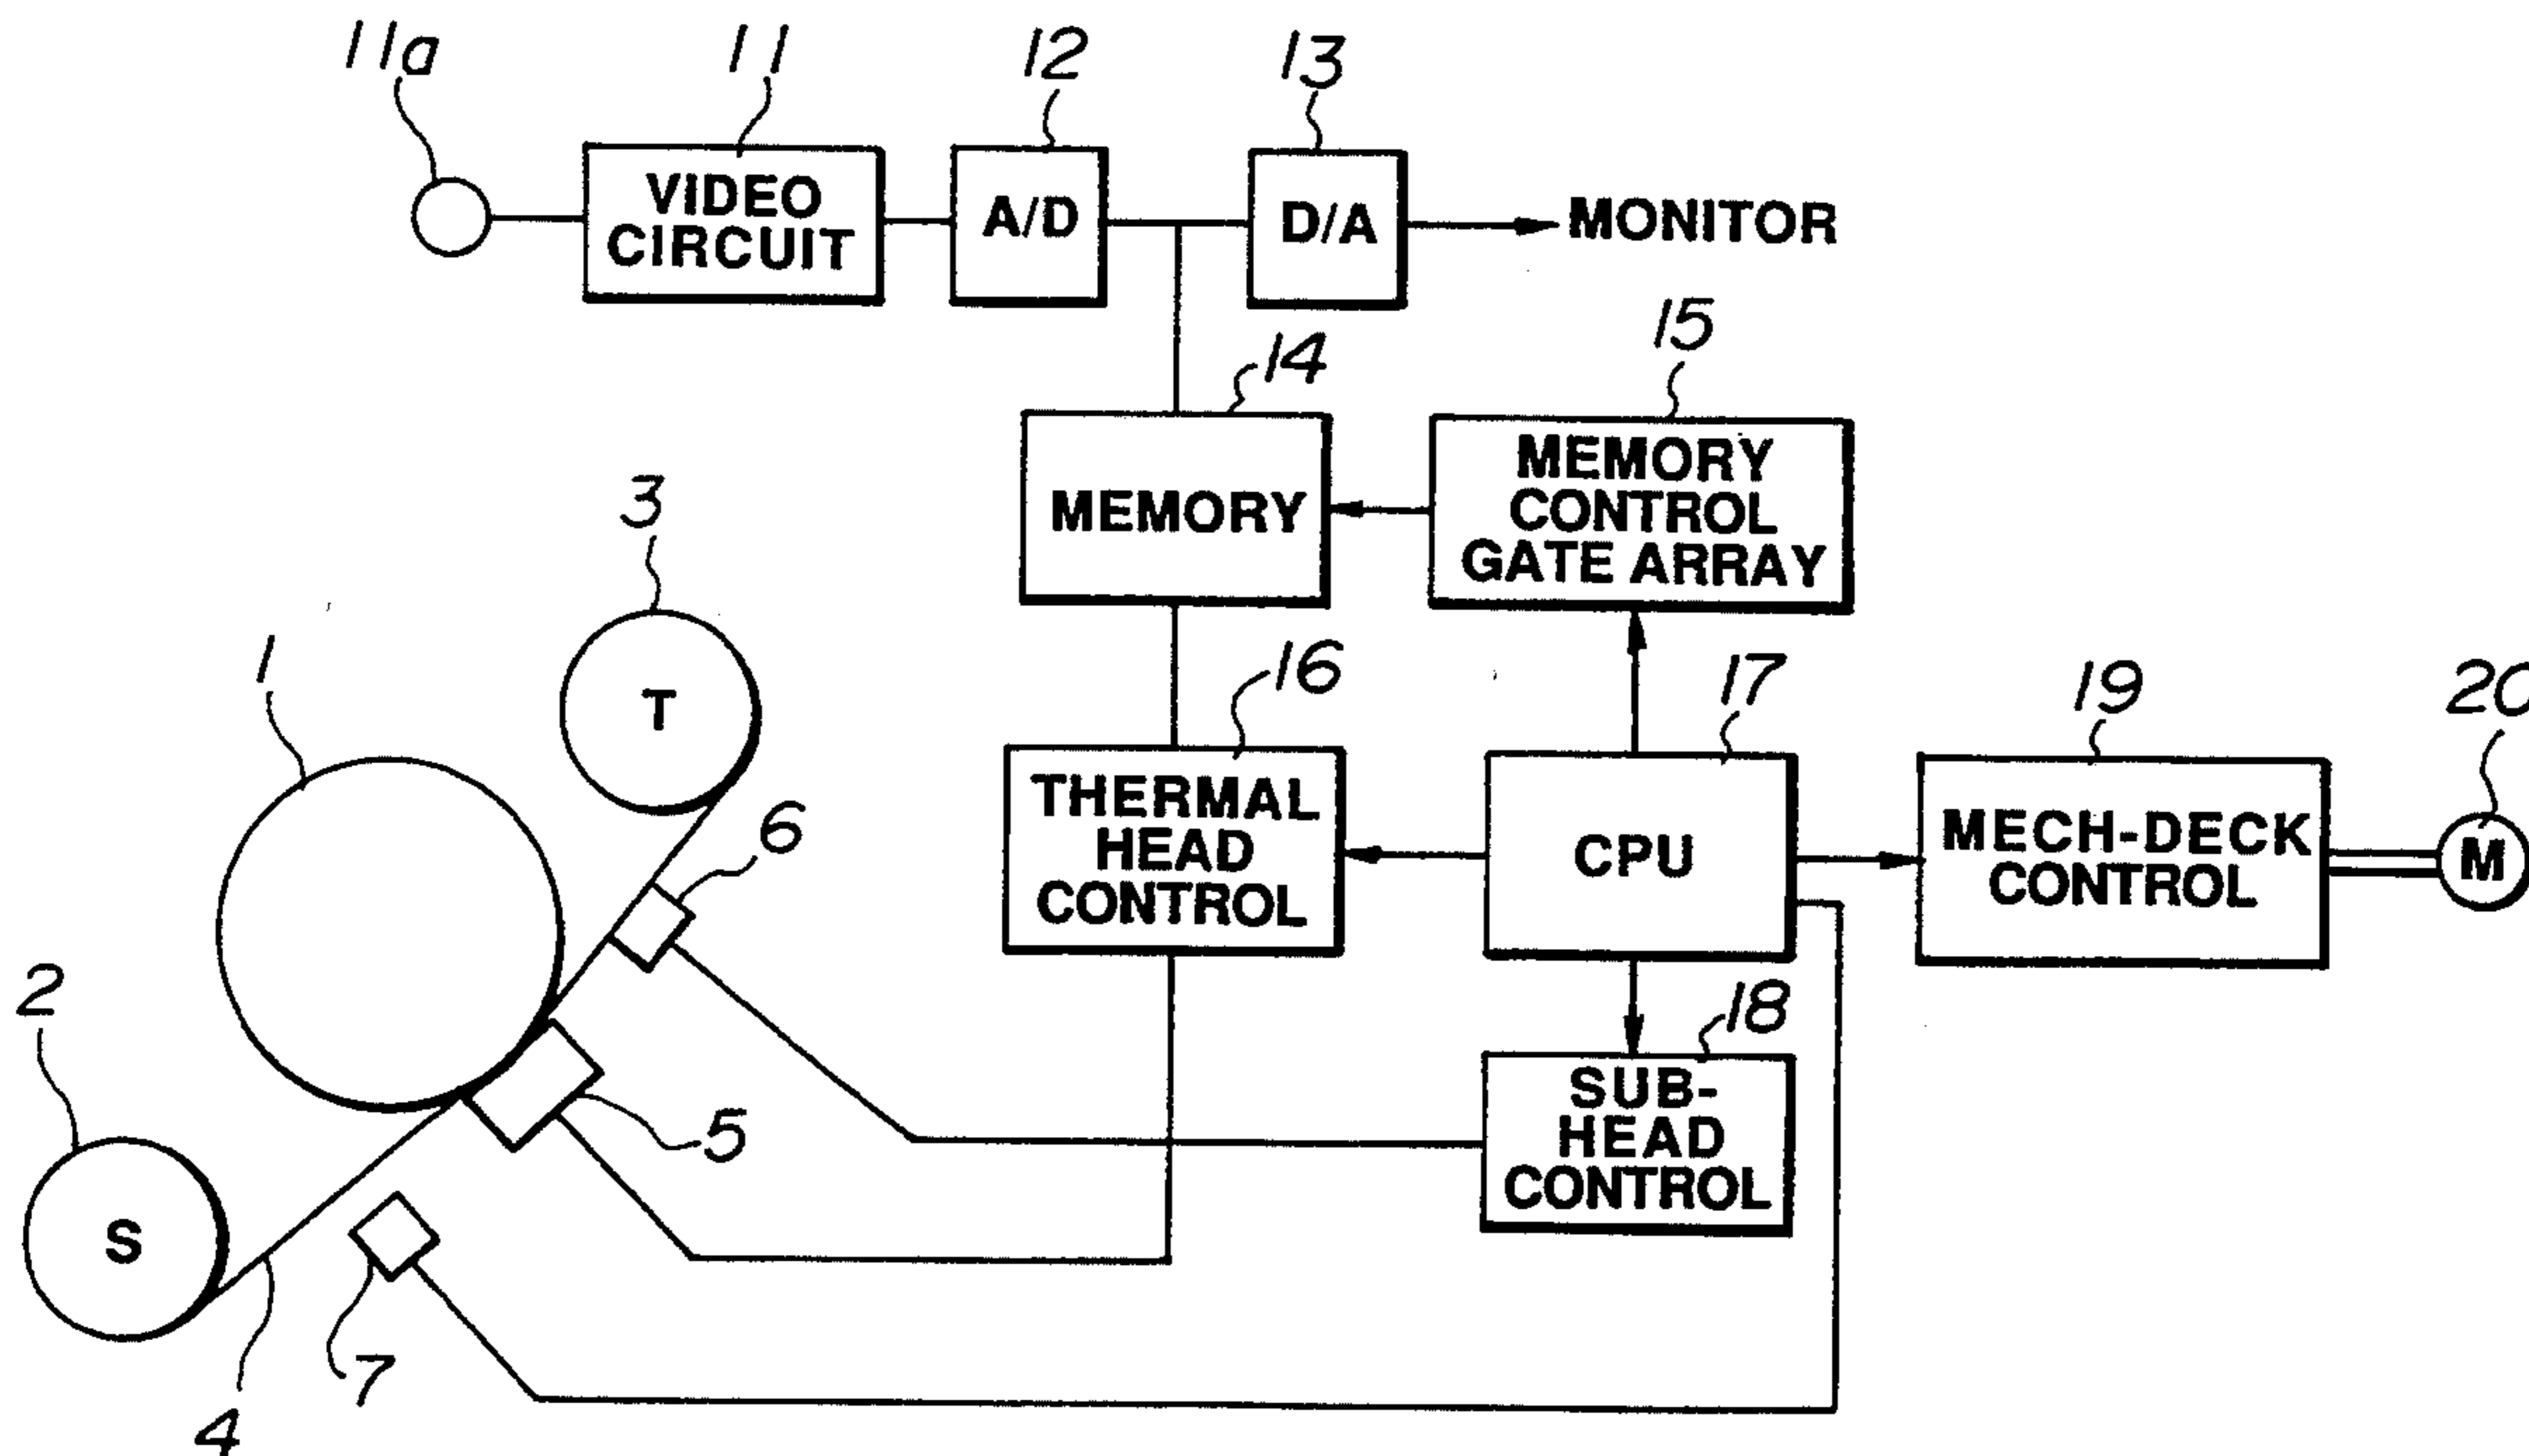 11a
11
12
13
VIDEO
CIRCUIT
A/D
D/A
MONITOR
14
15
MEMORY
MEMORY
CONTROL
GATE ARRAY
3
T
1
16
17
19
20
6
THERMAL
HEAD
CONTROL
CPU
MECH-DECK
CONTROL
M
2
18
5
SUB-
HEAD
CONTROL
S
7
4